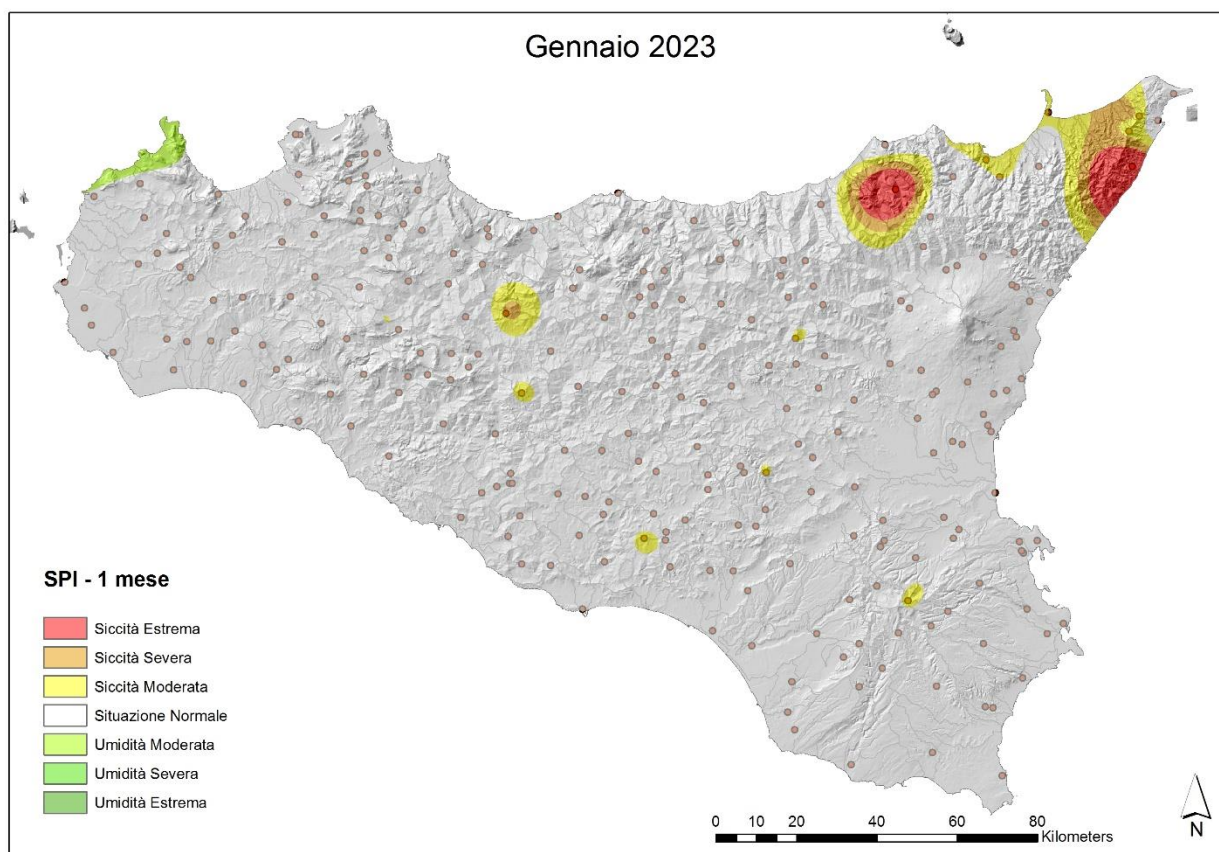 Gennaio 2023
SPI - 1 mese
Siccità Estrema
Siccità Severa
Siccità Moderata
Situazione Normale
Umidità Moderata
Umidità Severa
Umidità Estrema
0 10 20 40 60 80
Kilometers
N